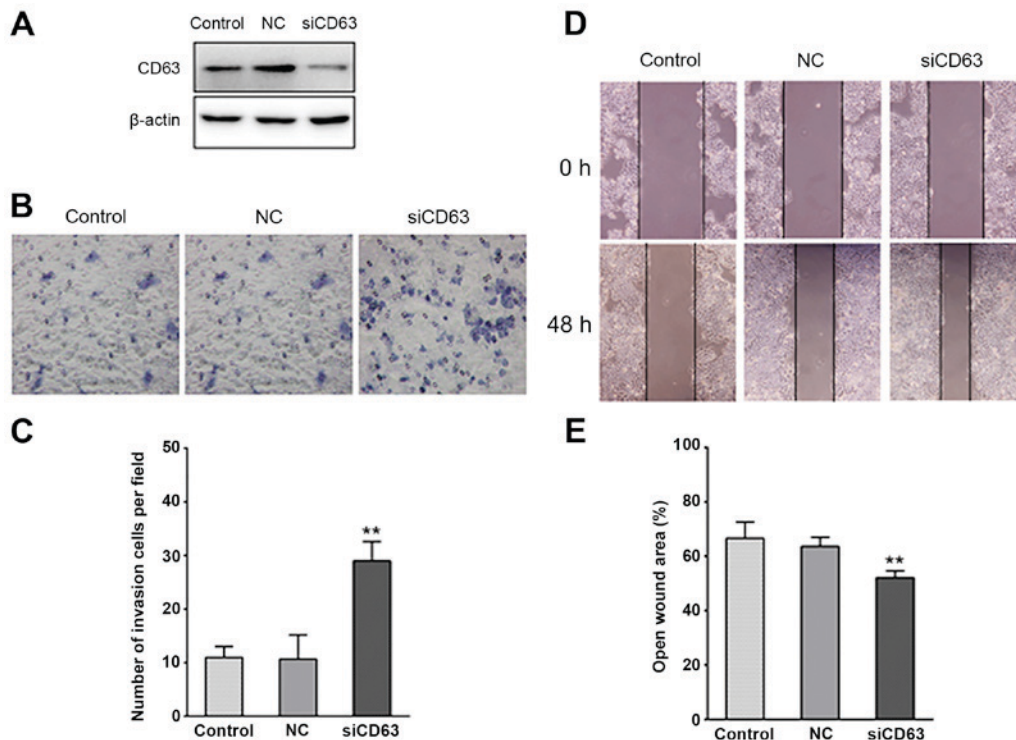 A
Control NC siCD63
CD63
β-actin
B
Control NC siCD63
C
Number of invasion cells per field
50
40
30
20
10
0
**
Control NC siCD63
D
Control NC siCD63
0 h
48 h
E
Open wound area (%)
100
80
60
40
20
0
**
Control NC siCD63